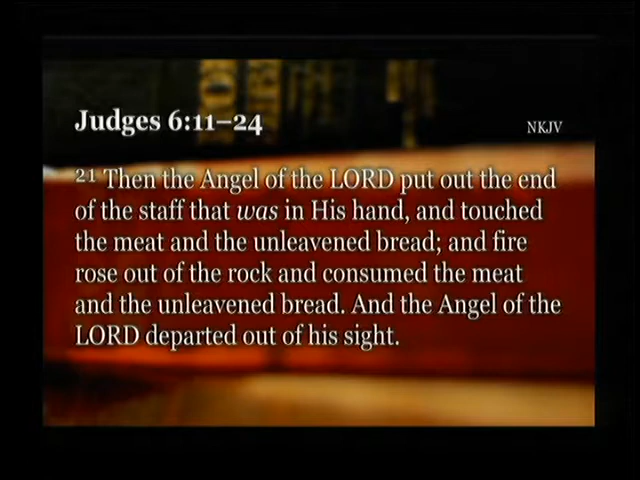 Judges 6:11–24
NKJV
21 Then the Angel of the LORD put out the end
of the staff that was in His hand, and touched
the meat and the unleavened bread; and fire
rose out of the rock and consumed the meat
and the unleavened bread. And the Angel of the
LORD departed out of his sight.